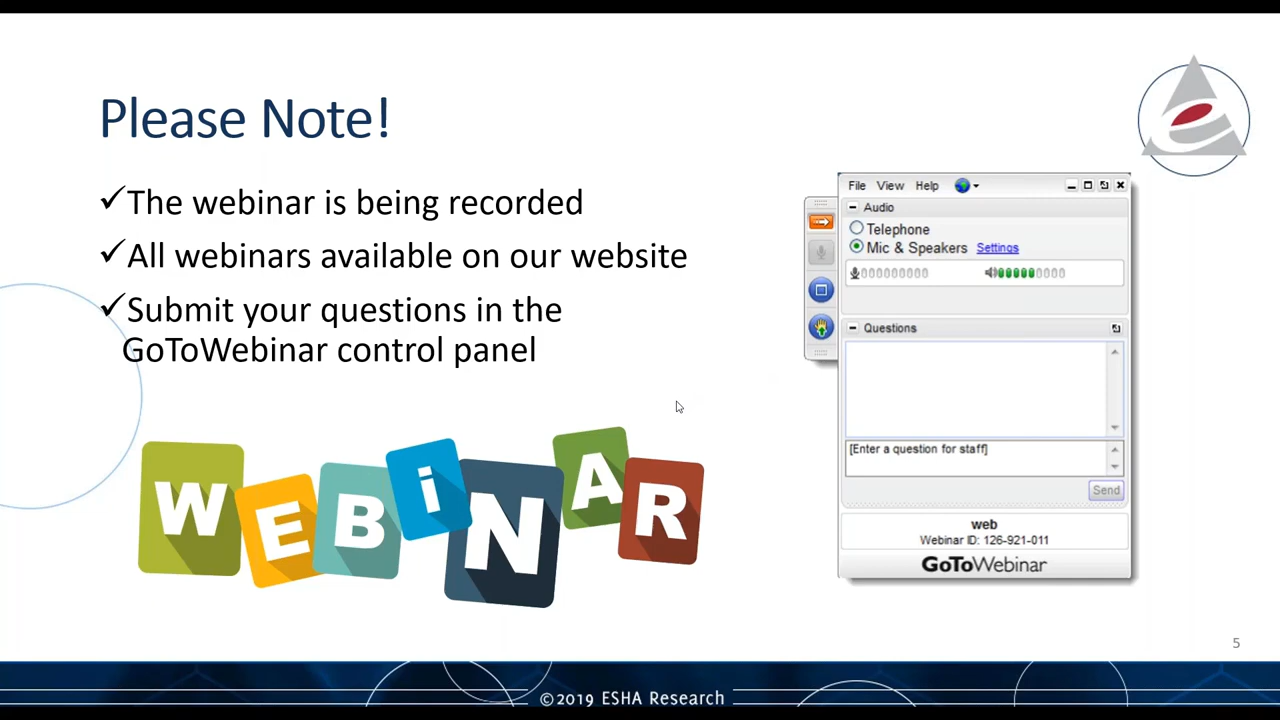 Please Note!
✓The webinar is being recorded
✓All webinars available on our website
✓Submit your questions in the
GoToWebinar control panel
WEBiNAR
File View Help
Audio
Telephone
Mic & Speakers Settings
Questions
[Enter a question for staff]
Send
web
Webinar ID: 126-921-011
GoToWebinar
e
5
©2019 ESHA Research